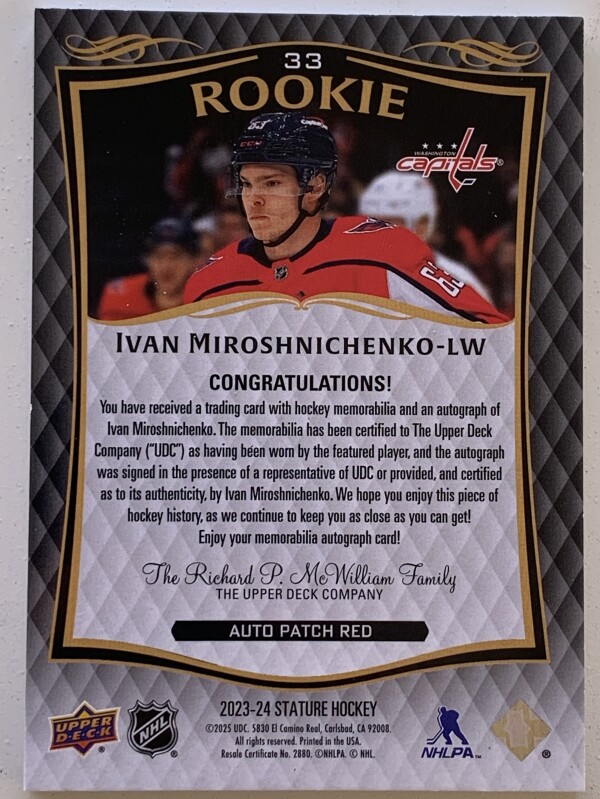 33
ROOKIE
WASHINGTON
capitals®
63
CCM
63
IVAN MIROSHNICHENKO-LW
CONGRATULATIONS!
You have received a trading card with hockey memorabilia and an autograph of
Ivan Miroshnichenko. The memorabilia has been certified to The Upper Deck
Company ("UDC") as having been worn by the featured player, and the autograph
was signed in the presence of a representative of UDC or provided, and certified
as to its authenticity, by Ivan Miroshnichenko. We hope you enjoy this piece of
hockey history, as we continue to keep you as close as you can get!
Enjoy your memorabilia autograph card!
The Richard P. McWilliam Family
THE UPPER DECK COMPANY
AUTO PATCH RED
2023-24 STATURE HOCKEY
©2025 UDC. 5830 El Camino Real, Carlsbad, CA 92008.
All rights reserved. Printed in the USA.
Resale Certificate No. 2880. ©NHLPA. © NHL.
UPPER
D·E·C·K
®
NHL
®
NHLPA™
®